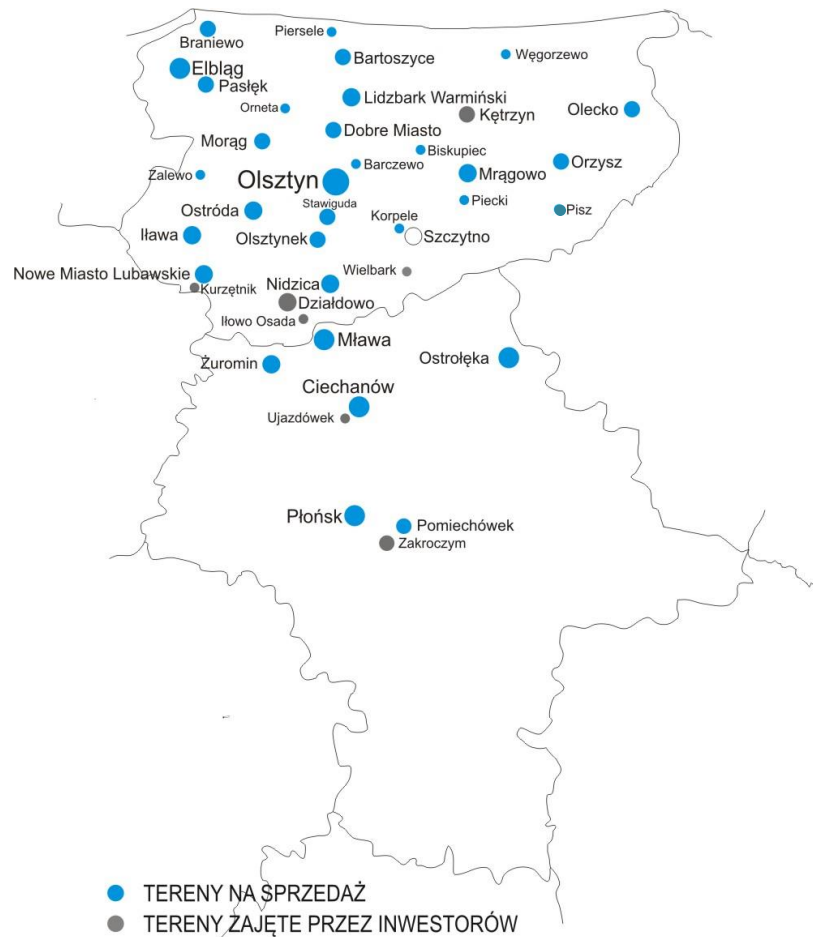 Piersele
Braniewo
Bartoszyce
Węgorzewo
Elbląg
Pasłęk
Lidzbark Warmiński
Orneta
Kętrzyn
Olecko
Dobre Miasto
Morąg
Biskupiec
Barczewo
Orzysz
Zalewo
Olsztyn
Mrągowo
Stawiguda
Piecki
Ostróda
Korpele
Pisz
Iława
Olsztynek
Szczytno
Nowe Miasto Lubawskie
Wielbark
Kurzętnik
Nidzica
Działdowo
Iłowo Osada
Mława
Żuromin
Ostrołęka
Ciechanów
Ujazdówek
Płońsk
Pomiechówek
Zakroczym
TERENY NA SPRZEDAŻ
TERENY ZAJĘTE PRZEZ INWESTORÓW